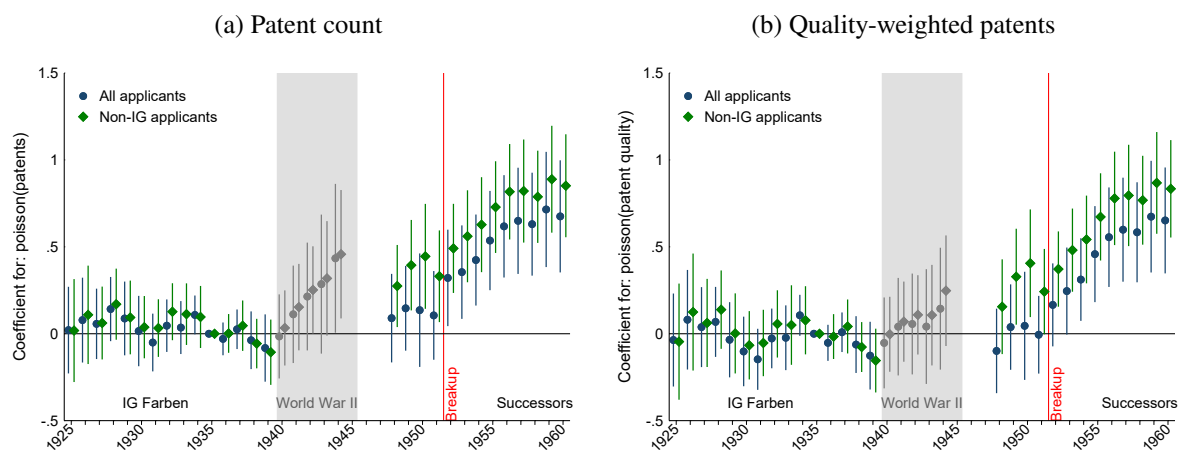 (a) Patent count
Coefficient for: poisson(patents)
1.5
1
.5
0
-.5
All applicants
Non-IG applicants
IG Farben
World War II
Breakup
Successors
1925
1930
1935
1940
1945
1950
1955
1960
(b) Quality-weighted patents
Coefficient for: poisson(patent quality)
1.5
1
.5
0
-.5
All applicants
Non-IG applicants
IG Farben
World War II
Breakup
Successors
1925
1930
1935
1940
1945
1950
1955
1960